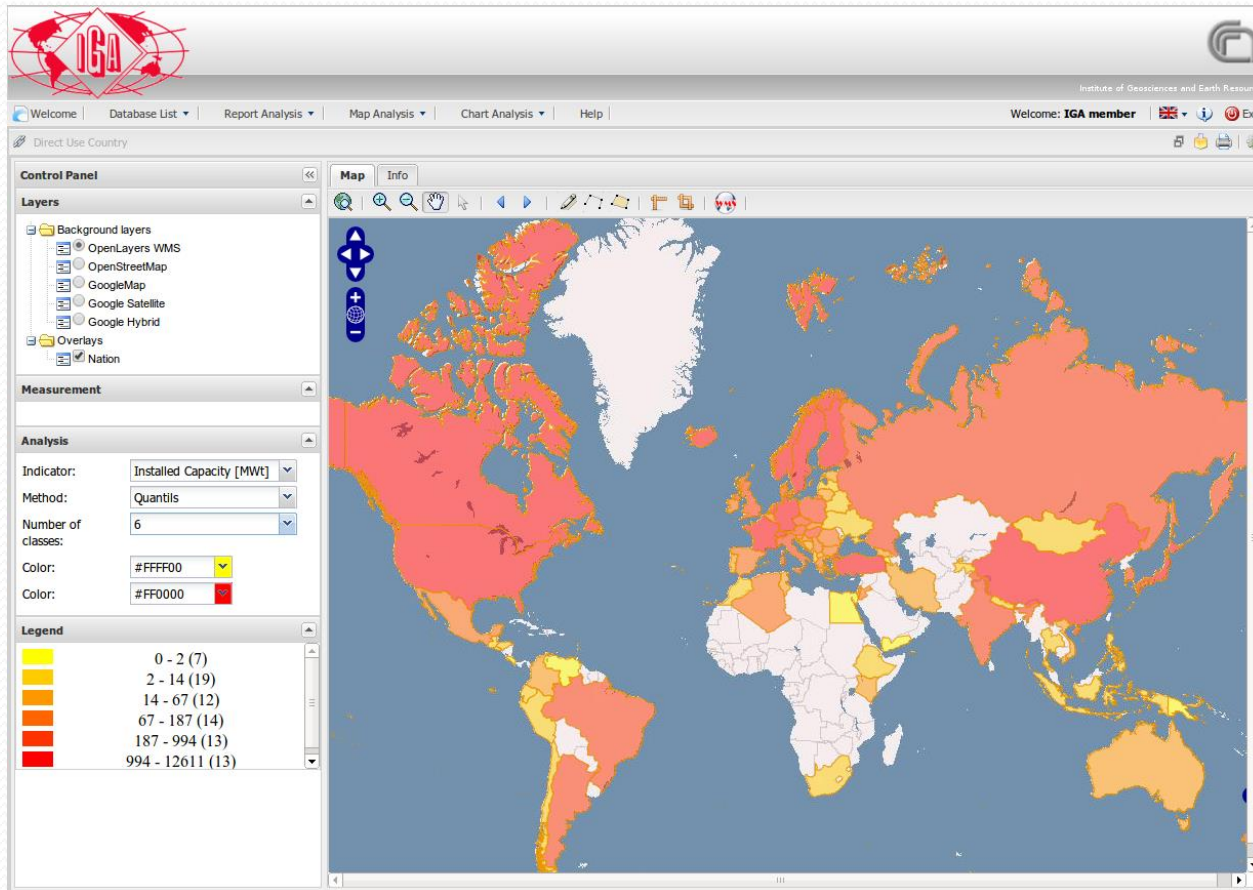 IGA
Institute of Geosciences and Earth Resour
Welcome Database List Report Analysis Map Analysis Chart Analysis Help Welcome: IGA member Ex
Direct Use Country
Control Panel
Map Info
Layers
Background layers
OpenLayers WMS
OpenStreetMap
GoogleMap
Google Satellite
Google Hybrid
Overlays
Nation
Measurement
Analysis
Indicator: Installed Capacity [MWt]
Method: Quantils
Number of classes: 6
Color: #FFFF00
Color: #FF0000
Legend
0 - 2 (7)
2 - 14 (19)
14 - 67 (12)
67 - 187 (14)
187 - 994 (13)
994 - 12611 (13)